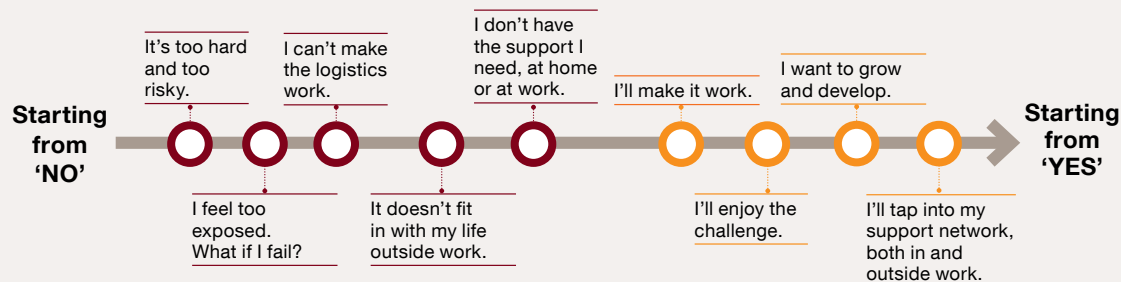 Starting
from
‘NO’
It’s too hard
and too
risky.
I feel too
exposed.
What if I fail?
I can’t make
the logistics
work.
It doesn’t fit
in with my life
outside work.
I don’t have
the support I
need, at home
or at work.
I’ll make it work.
I’ll enjoy the
challenge.
I want to grow
and develop.
I’ll tap into my
support network,
both in and
outside work.
Starting
from
‘YES’